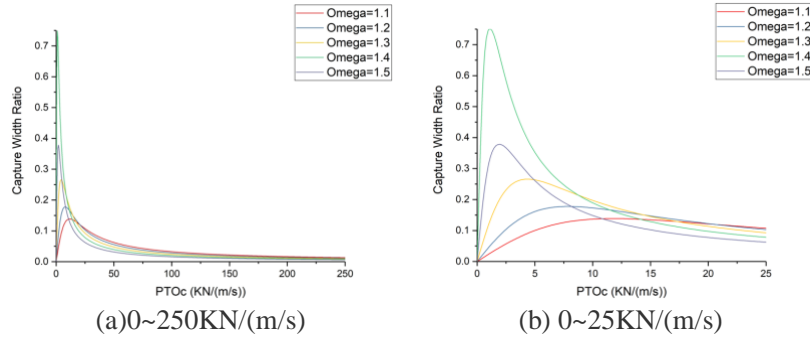 Omega=1.1
Omega=1.2
Omega=1.3
Omega=1.4
Omega=1.5
0.7
0.6
0.5
0.4
0.3
0.2
0.1
0.0
Capture Width Ratio
0 50 100 150 200 250
PTOc (KN/(m/s))
(a)0~250KN/(m/s)
Omega=1.1
Omega=1.2
Omega=1.3
Omega=1.4
Omega=1.5
0.7
0.6
0.5
0.4
0.3
0.2
0.1
0.0
Capture Width Ratio
0 5 10 15 20 25
PTOc (KN/(m/s))
(b) 0~25KN/(m/s)